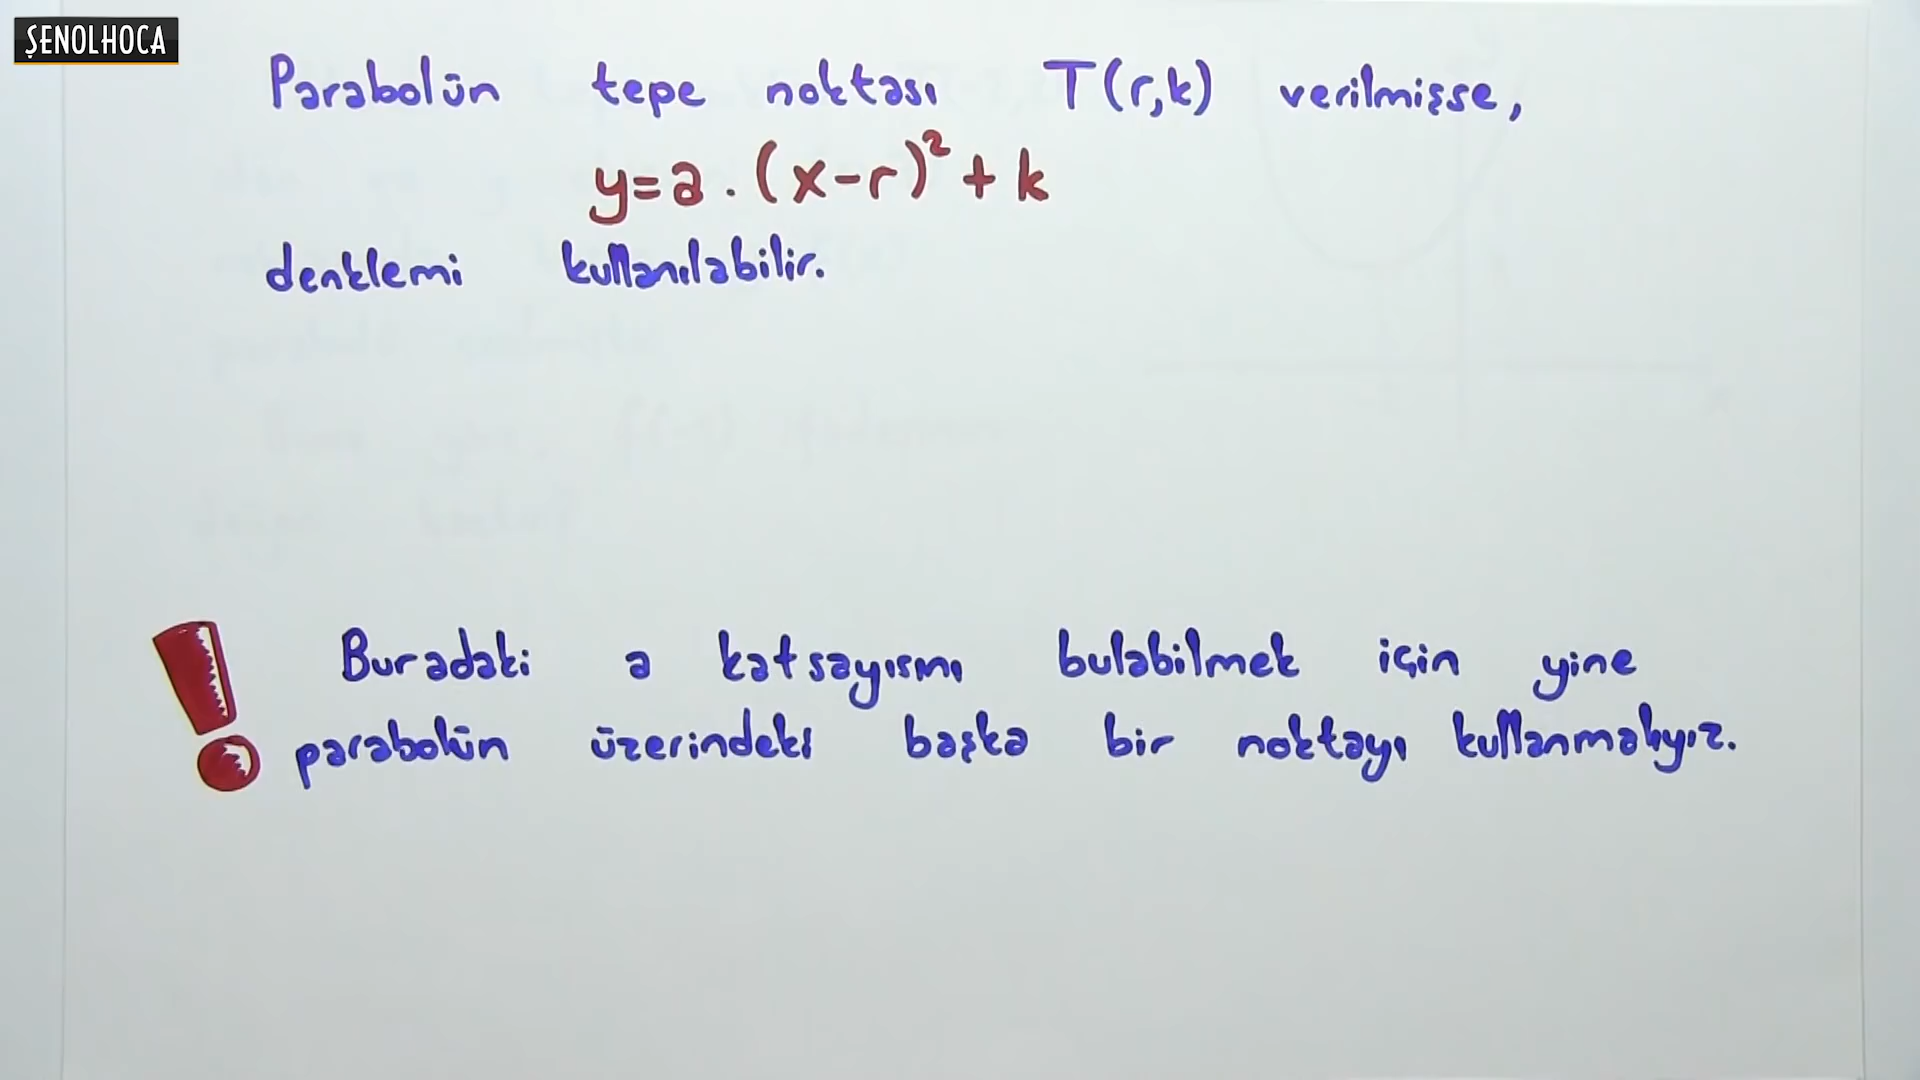 ŞENOLHOCA
Parabolün tepe noktası T(r,k) verilmişse,
y=a.(x-r)²+k
denklemi kullanılabilir.
Buradaki a katsayısını bulabilmek için yine
parabolün üzerindeki başka bir noktayı kullanmalıyız.